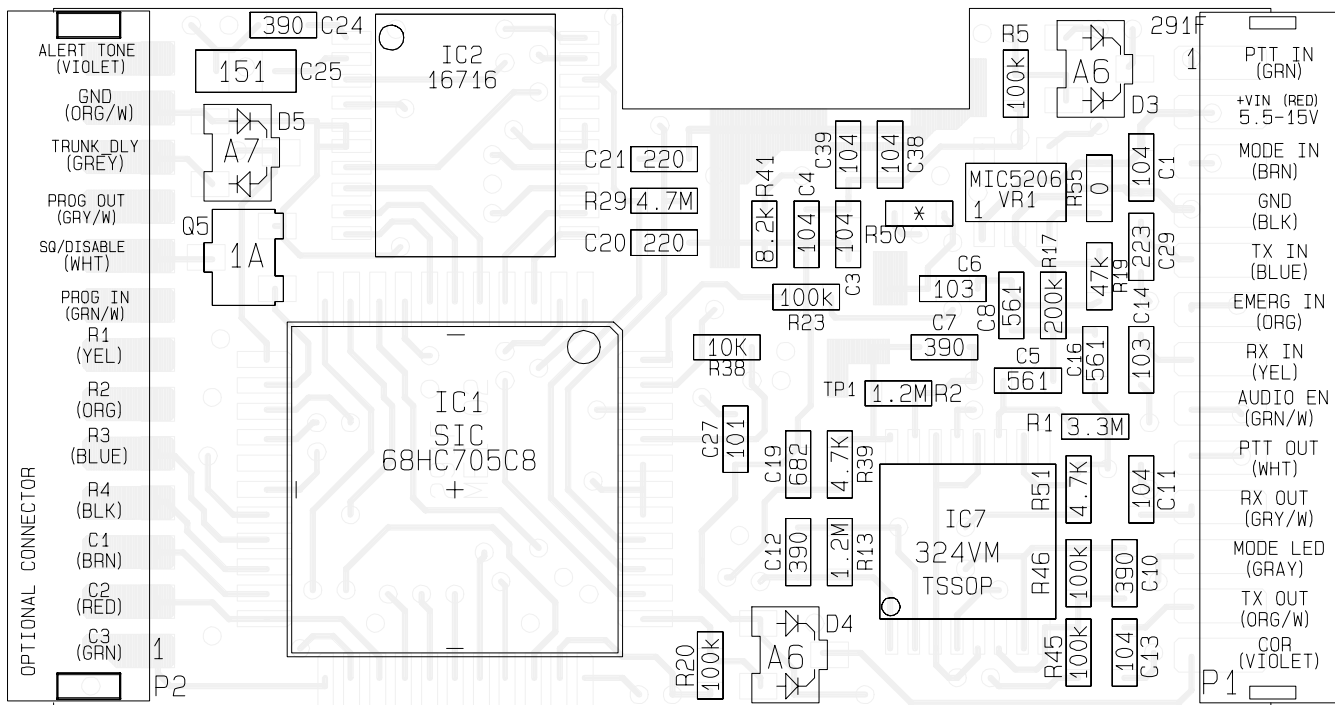 ALERT TONE
(VIOLET)
GND
(ORG/W)
TRUNK_DLY
(GREY)
PROG OUT
(GRY/W)
SQ/DISABLE
(WHT)
PROG IN
(GRN/W)
R1
(YEL)
R2
(ORG)
R3
(BLUE)
R4
(BLK)
C1
(BRN)
C2
(RED)
C3
(GRN)
1
P2
OPTIONAL CONNECTOR
390 C24
151 C25
D5
A7
Q5
1A
IC2
16716
C21 220
R29 4.7M
C20 220
IC1
SIC
68HC705C8
R41
8.2K
C4
104
C39
104
104
C38
104
C3
R50 *
100k
R23
10K
R38
C27
101
C19
682
4.7K
R39
C12
390
1.2M
R13
R20
100K
D4
A6
R5
100K
A6
D3
MIC5206
1 VR1
R55
0
104
C1
223
C29
R17
200K
47K
R19
C6
103
C8
561
C7
390
C5
561
C16
561
C14
103
TP1 1.2M R2
R1 3.3M
IC7
324VM
TSSOP
R51
4.7K
104
C11
R46
100K
390
C10
R45
100K
104
C13
291F
1
PTT IN
(GRN)
+VIN (RED)
5.5-15V
MODE IN
(BRN)
GND
(BLK)
TX IN
(BLUE)
EMERG IN
(ORG)
RX IN
(YEL)
AUDIO EN
(GRN/W)
PTT OUT
(WHT)
RX OUT
(GRY/W)
MODE LED
(GRAY)
TX OUT
(ORG/W)
COR
(VIOLET)
P1